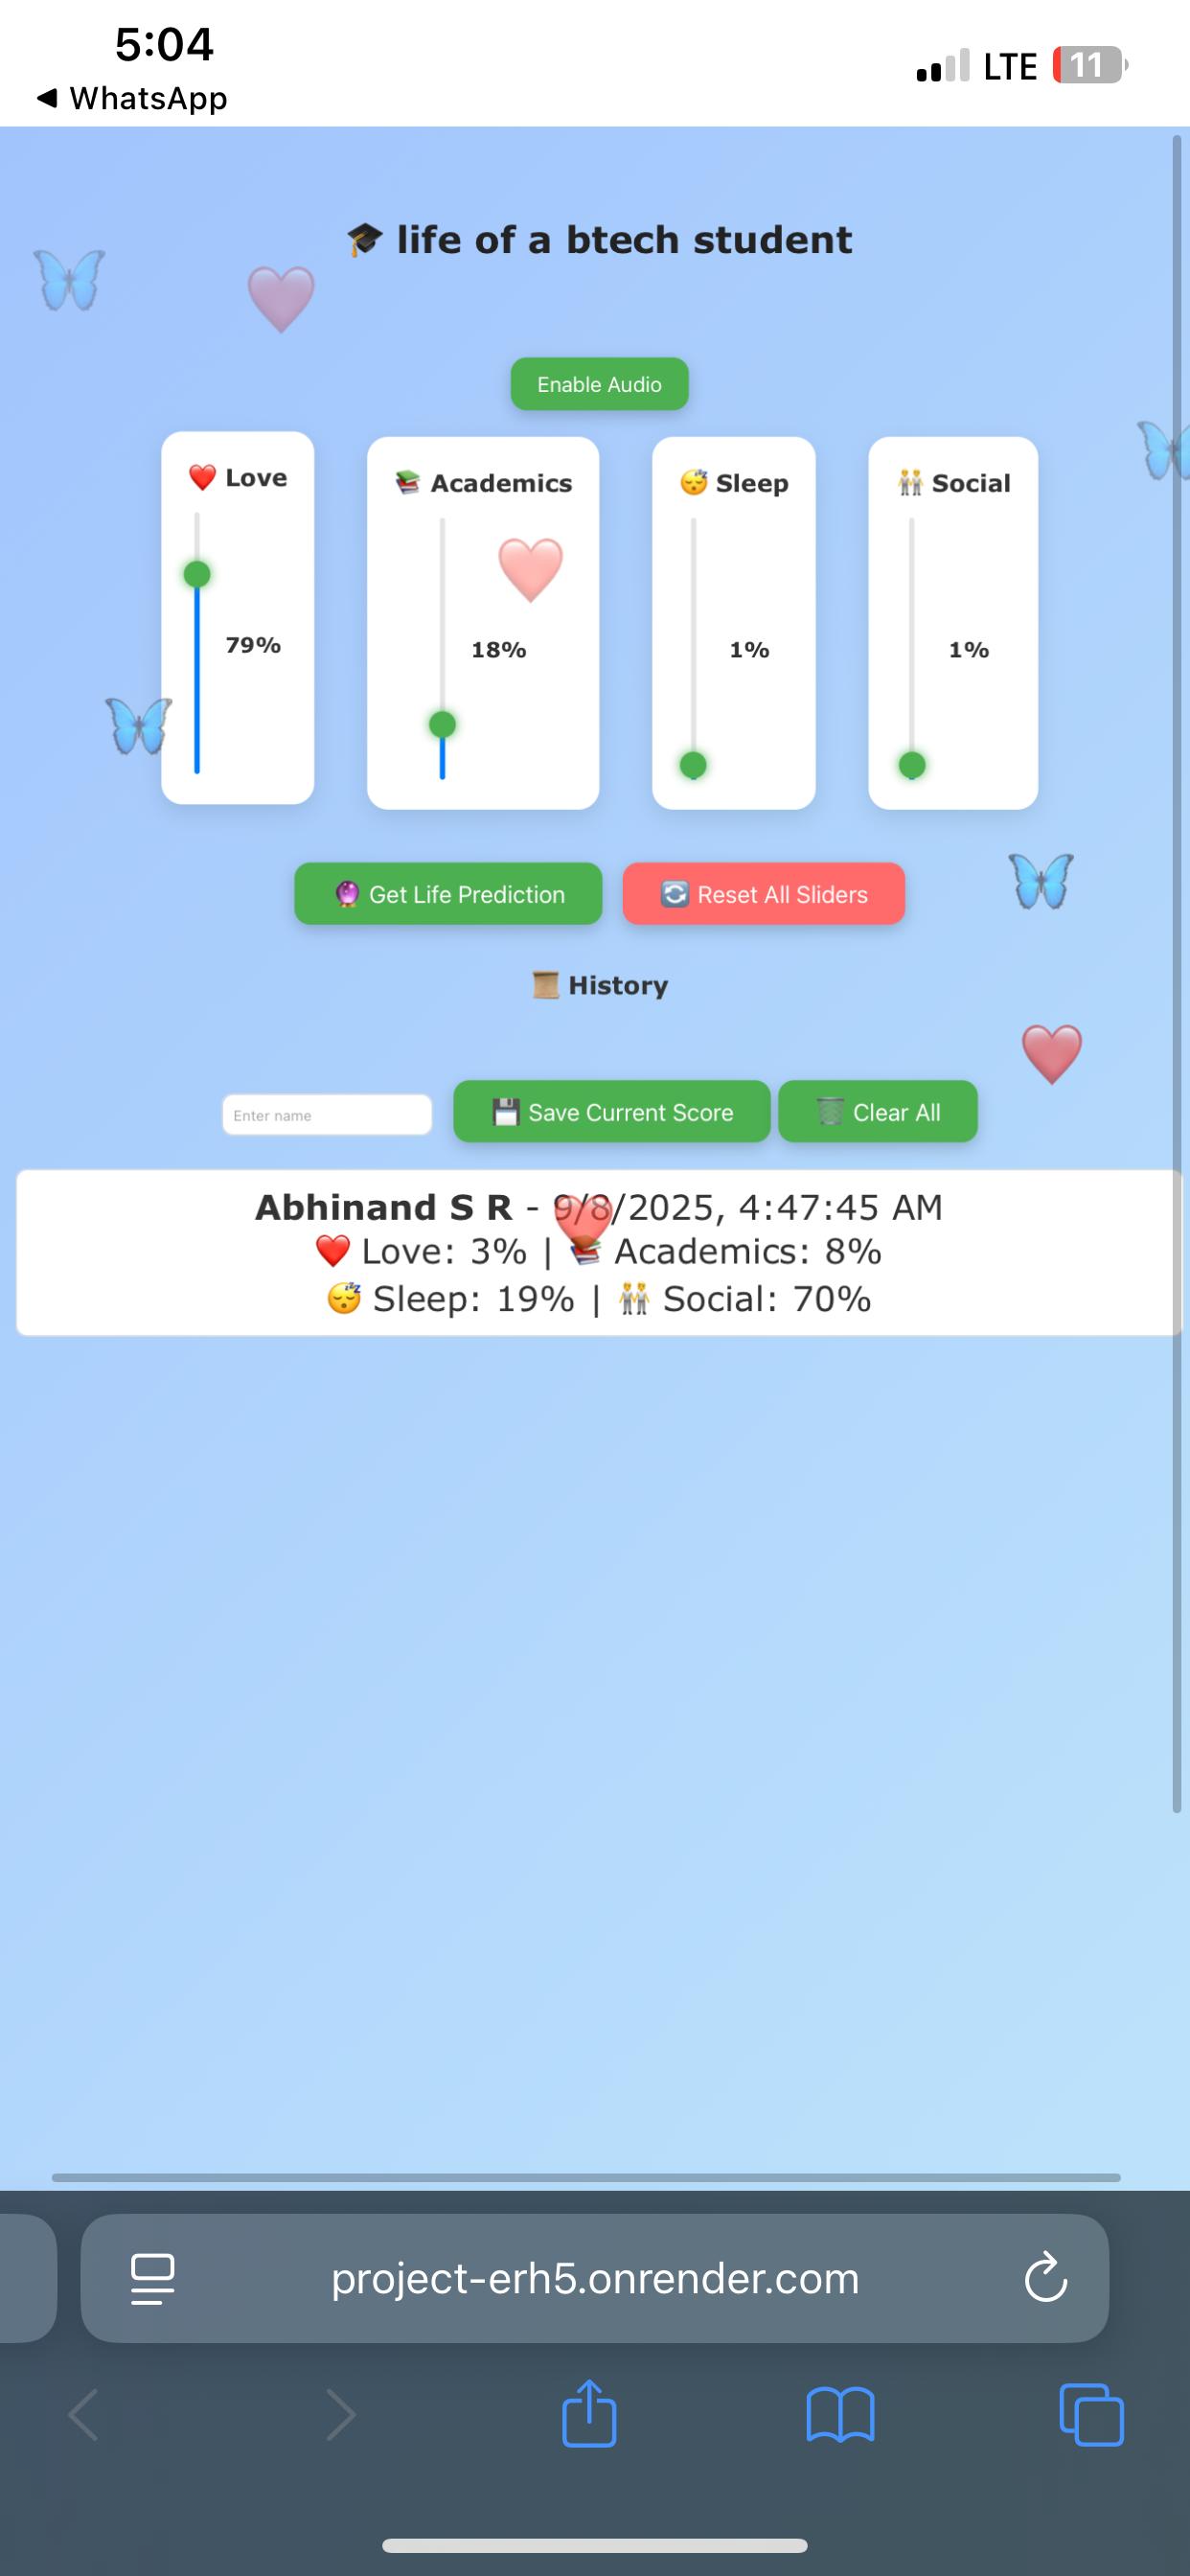 5:04
LTE 11
WhatsApp
life of a btech student
Enable Audio
Love
Academics
Sleep
Social
79%
18%
1%
1%
Get Life Prediction
Reset All Sliders
History
Enter name
Save Current Score
Clear All
Abhinand S R - 9/8/2025, 4:47:45 AM
Love: 3% | Academics: 8%
Sleep: 19% | Social: 70%
project-erh5.onrender.com